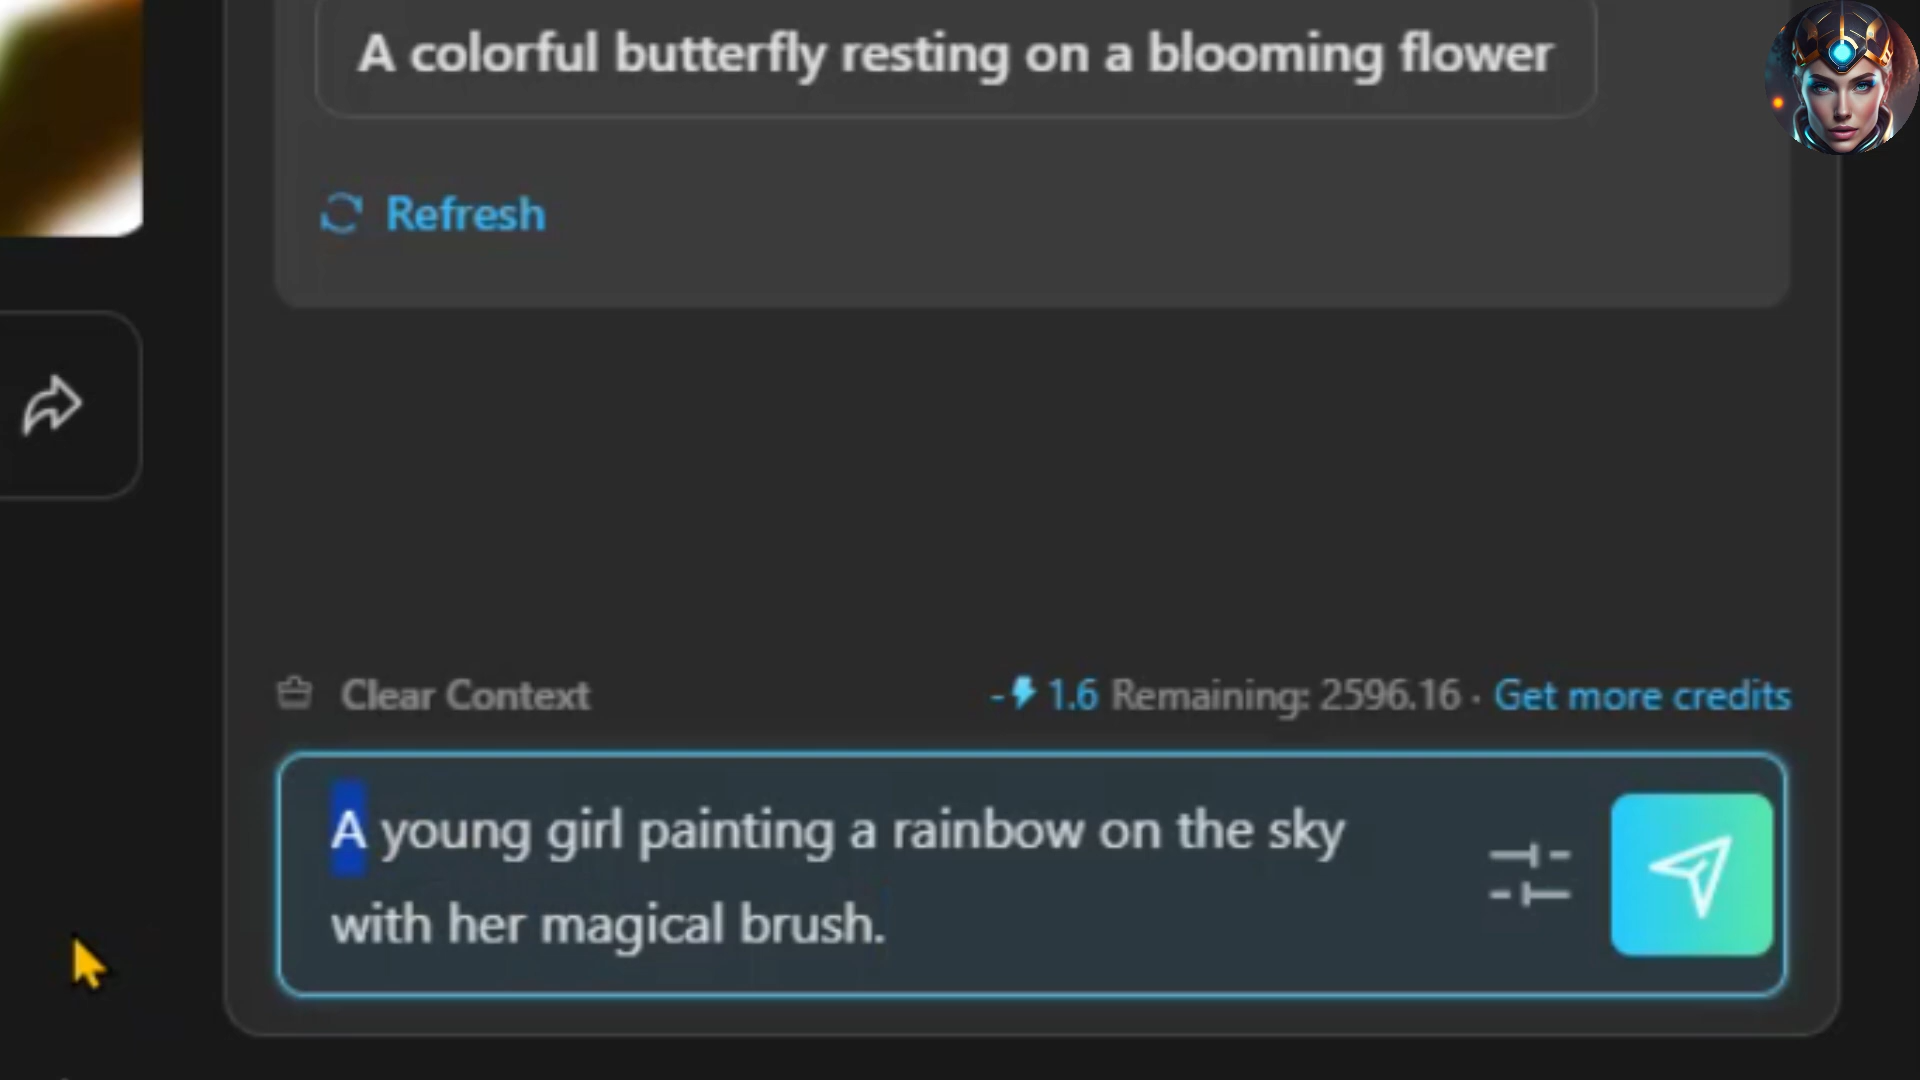 A colorful butterfly resting on a blooming flower
Refresh
Clear Context
- 1.6 Remaining: 2596.16 · Get more credits
A young girl painting a rainbow on the sky
with her magical brush.